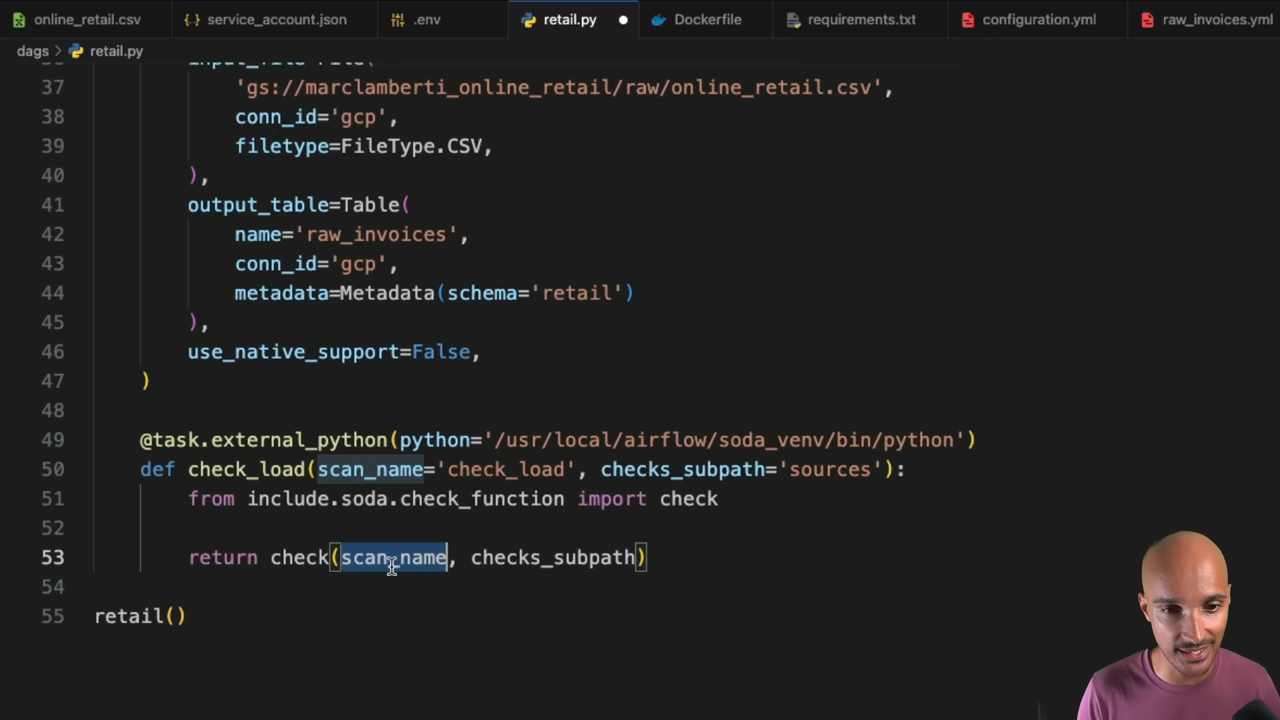 online_retail.csv
service_account.json
.env
retail.py
Dockerfile
requirements.txt
configuration.yml
raw_invoices.yml
dags > retail.py
37 'gs://marclamberti_online_retail/raw/online_retail.csv',
38 conn_id='gcp',
39 filetype=FileType.CSV,
40 ),
41 output_table=Table(
42 name='raw_invoices',
43 conn_id='gcp',
44 metadata=Metadata(schema='retail')
45 ),
46 use_native_support=False,
47 )
48
49 @task.external_python(python='/usr/local/airflow/soda_venv/bin/python')
50 def check_load(scan_name='check_load', checks_subpath='sources'):
51 from include.soda.check_function import check
52
53 return check(scan_name, checks_subpath)
54
55 retail()